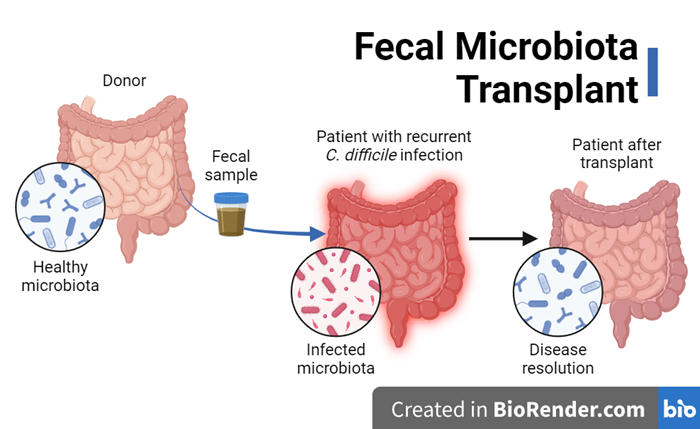 Fecal Microbiota
Transplant
Donor
Fecal
sample
Patient with recurrent
C. difficile infection
Patient after
transplant
Healthy
microbiota
Infected
microbiota
Disease
resolution
Created in BioRender.com bio